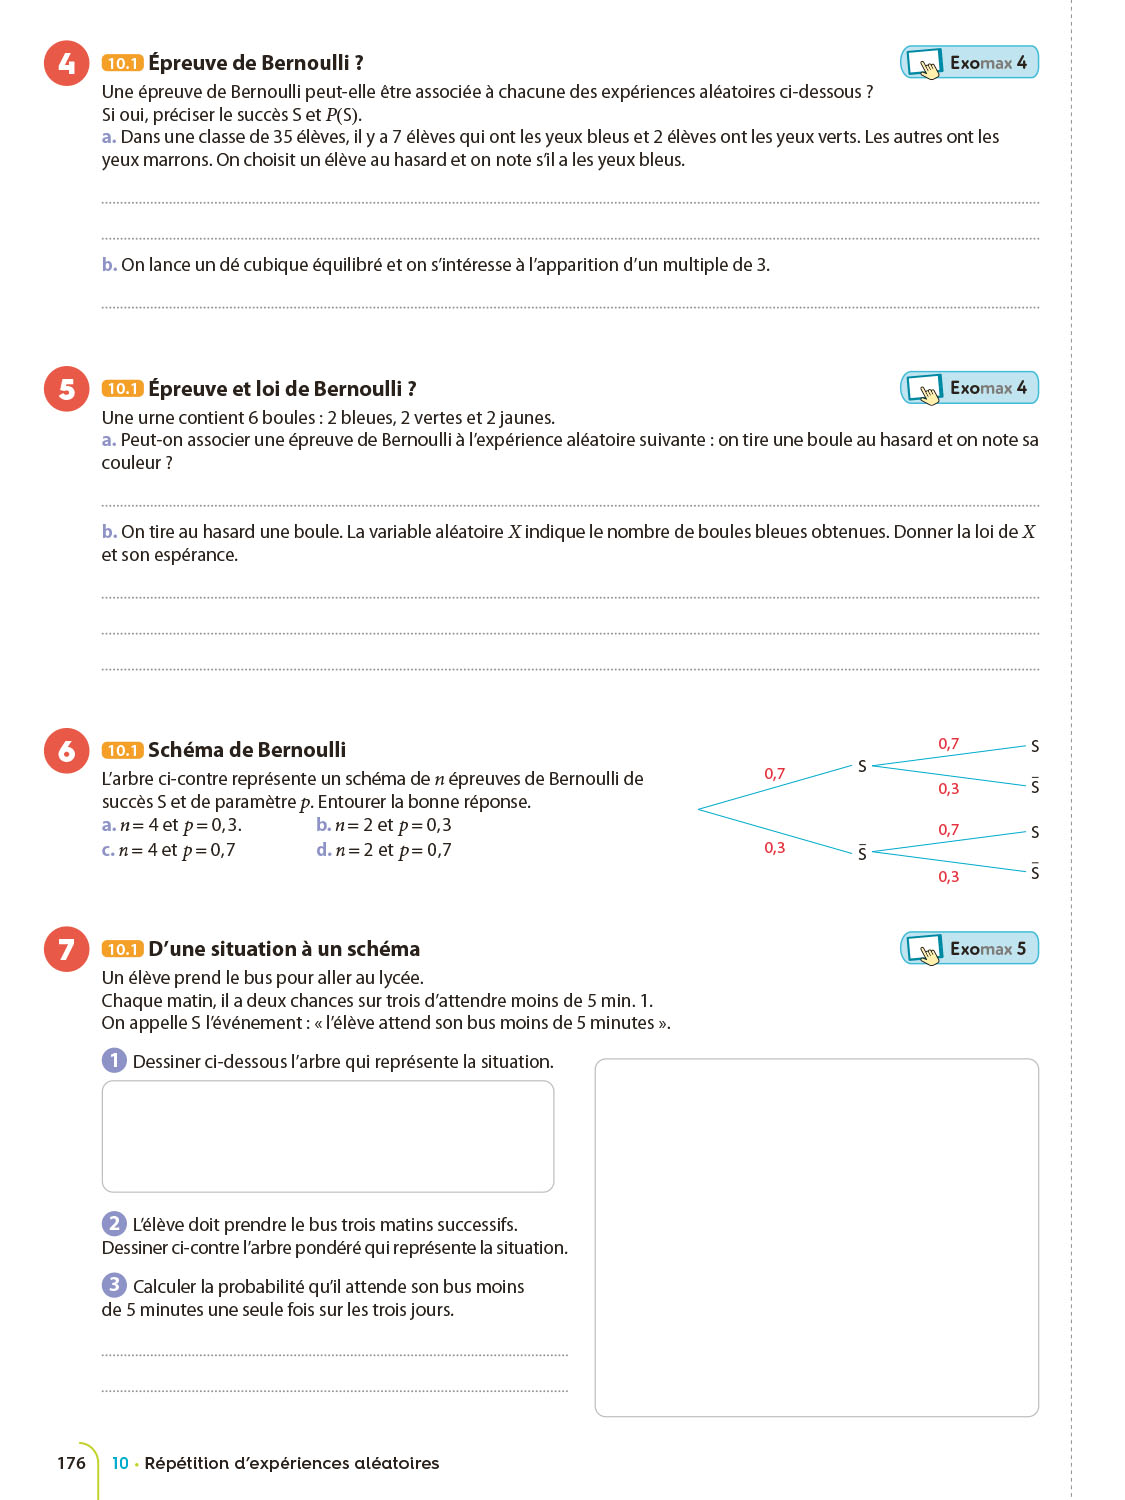 4 10.1 Épreuve de Bernoulli ? Exomax 4
Une épreuve de Bernoulli peut-elle être associée à chacune des expériences aléatoires ci-dessous ?
Si oui, préciser le succès S et P(S).
a. Dans une classe de 35 élèves, il y a 7 élèves qui ont les yeux bleus et 2 élèves ont les yeux verts. Les autres ont les
yeux marrons. On choisit un élève au hasard et on note s'il a les yeux bleus.
b. On lance un dé cubique équilibré et on s'intéresse à l'apparition d'un multiple de 3.
5 10.1 Épreuve et loi de Bernoulli ? Exomax 4
Une urne contient 6 boules : 2 bleues, 2 vertes et 2 jaunes.
a. Peut-on associer une épreuve de Bernoulli à l'expérience aléatoire suivante : on tire une boule au hasard et on note sa
couleur ?
b. On tire au hasard une boule. La variable aléatoire X indique le nombre de boules bleues obtenues. Donner la loi de X
et son espérance.
6 10.1 Schéma de Bernoulli
L'arbre ci-contre représente un schéma de n épreuves de Bernoulli de
succès S et de paramètre p. Entourer la bonne réponse.
a. n = 4 et p = 0,3. b. n = 2 et p = 0,3
c. n = 4 et p = 0,7 d. n = 2 et p = 0,7
0,7 S
0,7 S
0,3 S̅
0,7 S
0,3 S̅
0,3 S̅
7 10.1 D'une situation à un schéma Exomax 5
Un élève prend le bus pour aller au lycée.
Chaque matin, il a deux chances sur trois d'attendre moins de 5 min. 1.
On appelle S l'événement : « l'élève attend son bus moins de 5 minutes ».
1 Dessiner ci-dessous l'arbre qui représente la situation.
2 L'élève doit prendre le bus trois matins successifs.
Dessiner ci-contre l'arbre pondéré qui représente la situation.
3 Calculer la probabilité qu'il attende son bus moins
de 5 minutes une seule fois sur les trois jours.
176 10 • Répétition d'expériences aléatoires